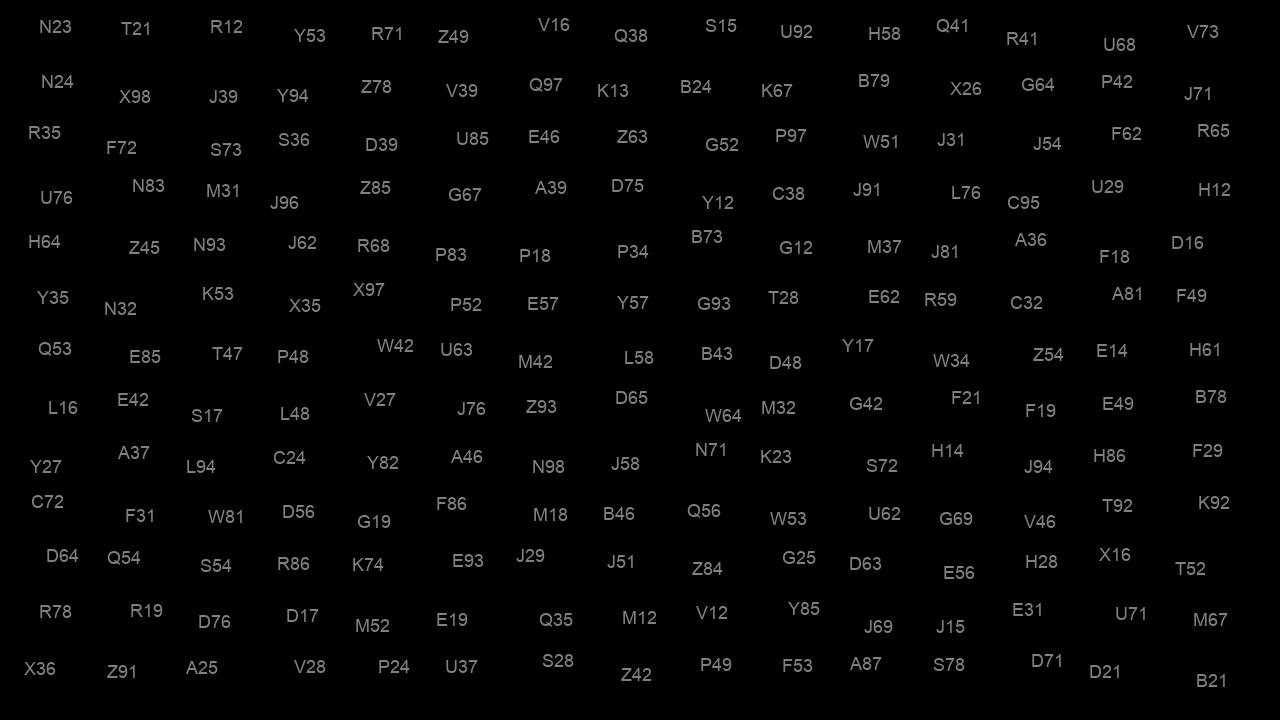 N23 T21 R12 Y53 R71 Z49 V16 Q38 S15 U92 H58 Q41 R41 U68 V73
N24 X98 J39 Y94 Z78 V39 Q97 K13 B24 K67 B79 X26 G64 P42 J71
R35 F72 S73 S36 D39 U85 E46 Z63 G52 P97 W51 J31 J54 F62 R65
U76 N83 M31 J96 Z85 G67 A39 D75 Y12 C38 J91 L76 C95 U29 H12
H64 Z45 N93 J62 R68 P83 P18 P34 B73 G12 M37 J81 A36 F18 D16
Y35 N32 K53 X35 X97 P52 E57 Y57 G93 T28 E62 R59 C32 A81 F49
Q53 E85 T47 P48 W42 U63 M42 L58 B43 D48 Y17 W34 Z54 E14 H61
L16 E42 S17 L48 V27 J76 Z93 D65 W64 M32 G42 F21 F19 E49 B78
Y27 A37 L94 C24 Y82 A46 N98 J58 N71 K23 S72 H14 J94 H86 F29
C72 F31 W81 D56 G19 F86 M18 B46 Q56 W53 U62 G69 V46 T92 K92
D64 Q54 S54 R86 K74 E93 J29 J51 Z84 G25 D63 E56 H28 X16 T52
R78 R19 D76 D17 M52 E19 Q35 M12 V12 Y85 J69 J15 E31 U71 M67
X36 Z91 A25 V28 P24 U37 S28 Z42 P49 F53 A87 S78 D71 D21 B21